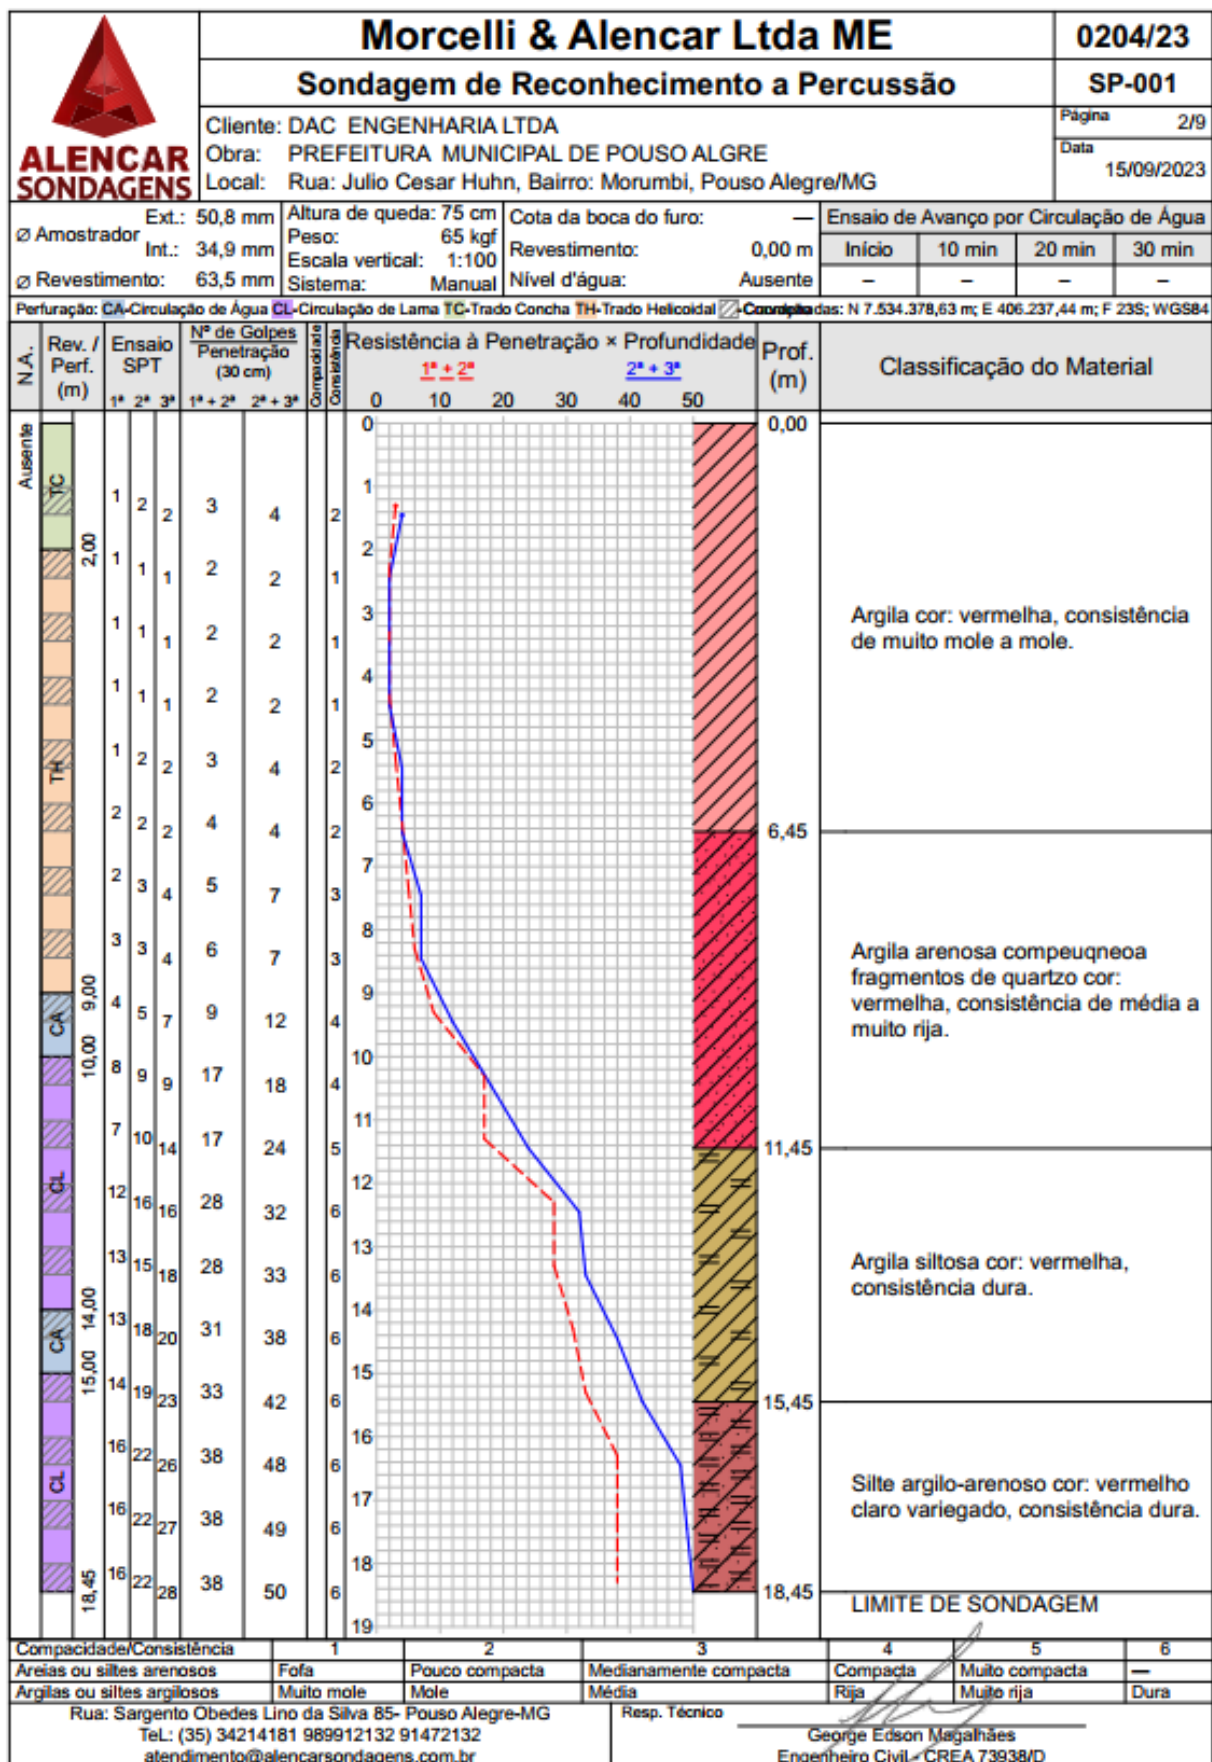 Morcelli & Alencar Ltda ME
0204/23
Sondagem de Reconhecimento a Percussão
SP-001
ALENCAR
SONDAGENS
Cliente: DAC ENGENHARIA LTDA
Obra: PREFEITURA MUNICIPAL DE POUSO ALGRE
Local: Rua: Julio Cesar Huhn, Bairro: Morumbi, Pouso Alegre/MG
Página 2/9
Data 15/09/2023
Ø Amostrador Ext.: 50,8 mm
Int.: 34,9 mm
Ø Revestimento: 63,5 mm
Altura de queda: 75 cm
Peso: 65 kgf
Escala vertical: 1:100
Sistema: Manual
Cota da boca do furo: —
Revestimento: 0,00 m
Nível d'água: Ausente
Ensaio de Avanço por Circulação de Água
Início 10 min 20 min 30 min
– – – –
Perfuração: CA-Circulação de Água CL-Circulação de Lama TC-Trado Concha TH-Trado Helicoidal das: N 7.534.378,63 m; E 406.237,44 m; F 23S; WGS84
N.A.
Rev. / Perf. (m)
Ensaio SPT
1ª 2ª 3ª
Nº de Golpes
Penetração
(30 cm)
1ª + 2ª 2ª + 3ª
Compacidade
Consistência
Resistência à Penetração × Profundidade
1ª + 2ª 2ª + 3ª
0 10 20 30 40 50
Prof. (m)
Classificação do Material
Ausente
TC
2,00
TH
9,00
CA
10,00
CL
14,00
CA
15,00
CL
18,45
1 2 2 3 4 2
1 1 1 2 2 1
1 1 1 2 2 1
1 1 1 2 2 1
1 2 2 3 4 2
2 2 2 4 4 2
2 3 4 5 7 3
3 3 4 6 7 3
4 5 7 9 12 4
8 9 9 17 18 4
7 10 14 17 24 5
12 16 16 28 32 6
13 15 18 28 33 6
13 18 20 31 38 6
14 19 23 33 42 6
16 22 26 38 48 6
16 22 27 38 49 6
16 22 28 38 50 6
0
1
2
3
4
5
6
7
8
9
10
11
12
13
14
15
16
17
18
19
0,00
Argila cor: vermelha, consistência
de muito mole a mole.
6,45
Argila arenosa compeuqneoa
fragmentos de quartzo cor:
vermelha, consistência de média a
muito rija.
11,45
Argila siltosa cor: vermelha,
consistência dura.
15,45
Silte argilo-arenoso cor: vermelho
claro variegado, consistência dura.
18,45
LIMITE DE SONDAGEM
Compacidade/Consistência 1 2 3 4 5 6
Areias ou siltes arenosos Fofa Pouco compacta Medianamente compacta Compacta Muito compacta —
Argilas ou siltes argilosos Muito mole Mole Média Rija Muito rija Dura
Rua: Sargento Obedes Lino da Silva 85- Pouso Alegre-MG
TeL: (35) 34214181 989912132 91472132
atendimento@alencarsondagens.com.br
Resp. Técnico
George Edson Magalhães
Engenheiro Civil - CREA 73938/D